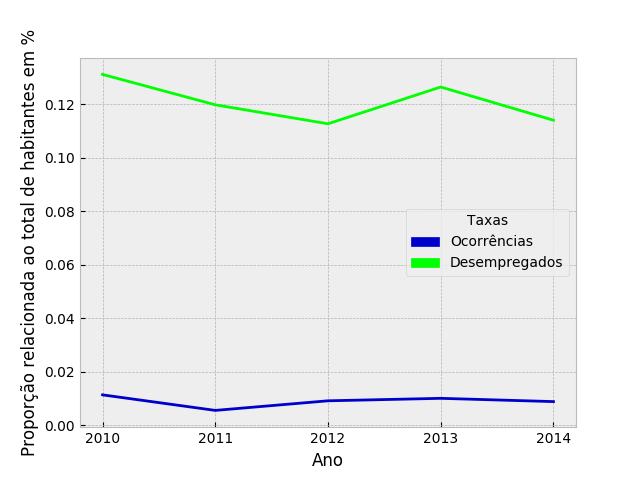 Proporção relacionada ao total de habitantes em %
0.12
0.10
0.08
0.06
0.04
0.02
0.00
Taxas
Ocorrências
Desempregados
2010 2011 2012 2013 2014
Ano